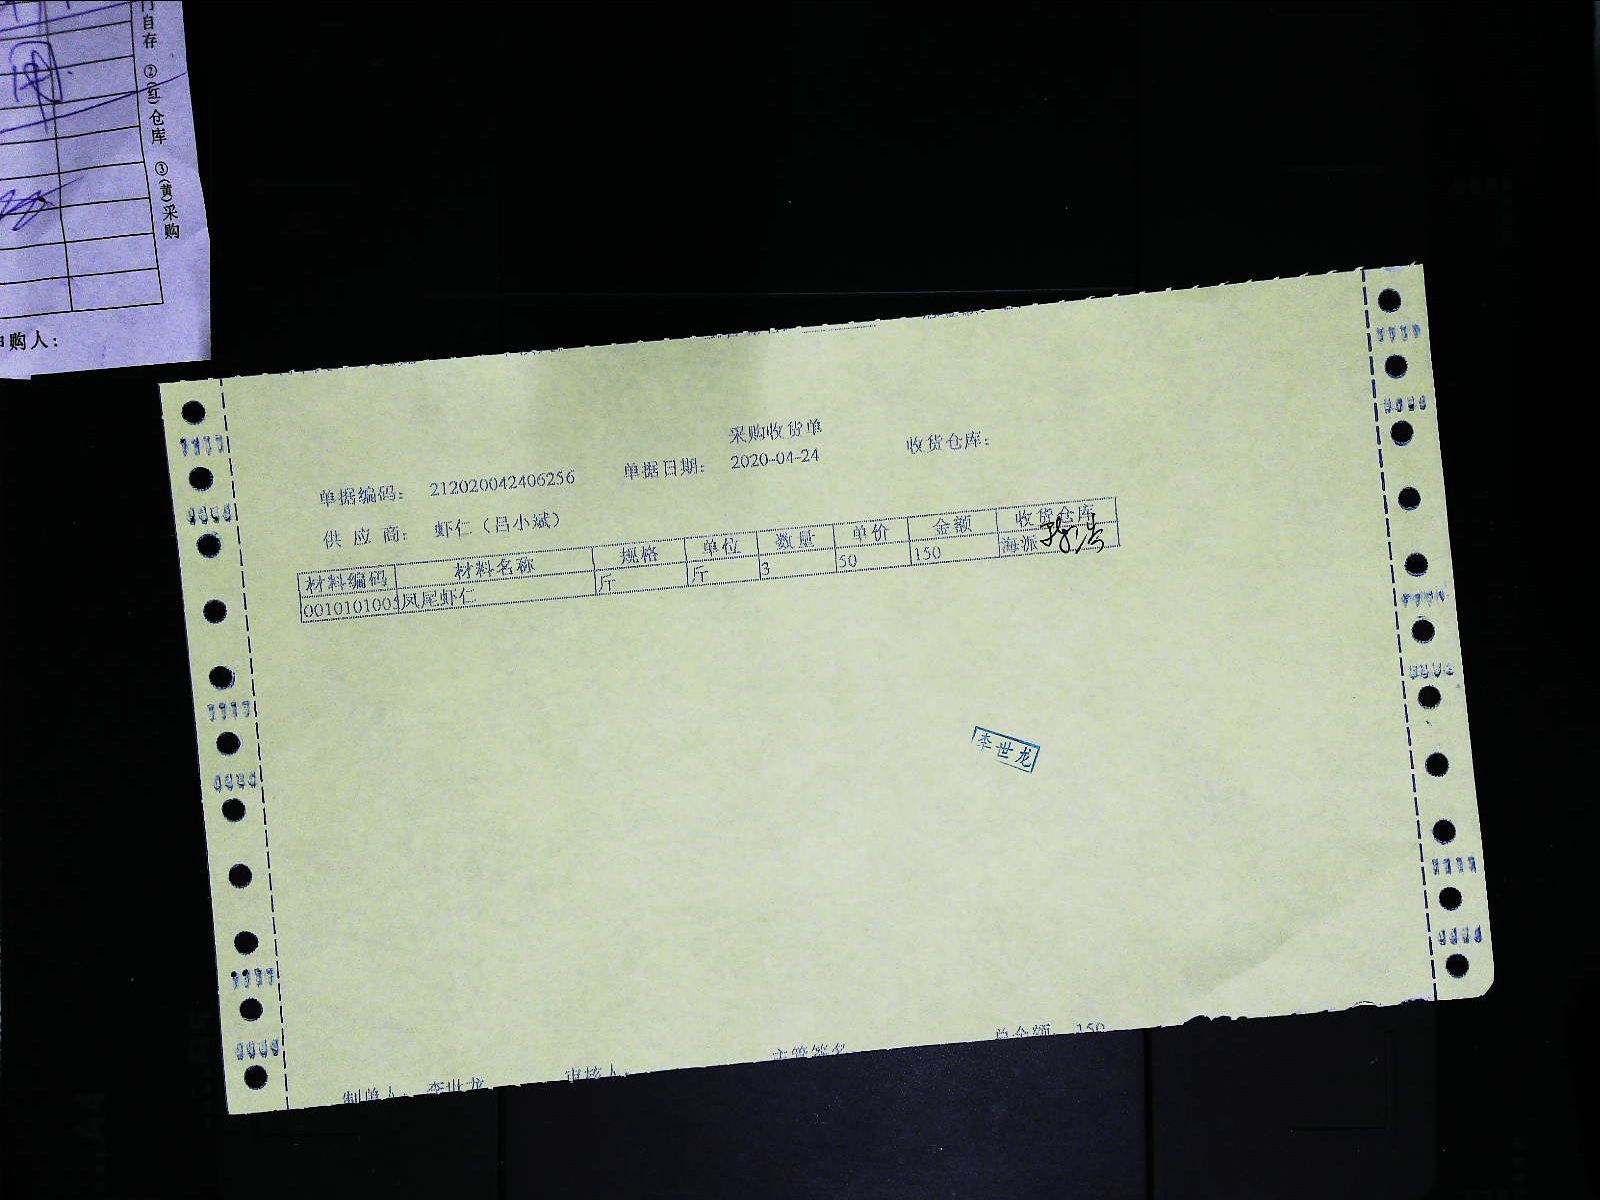 门自存 ②(红)仓库 ③(黄)采购
购人：
采购收货单
单据编码： 212020042406256 单据日期： 2020-04-24 收货仓库：
供 应 商： 虾仁（吕小斌）
材料编码 材料名称 规格 单位 数量 单价 金额 收货仓库
0010101005 凤尾虾仁 斤 斤 3 50 150 海派
李世龙
制单人： 李世龙 审核人： 主管签名 总金额 150